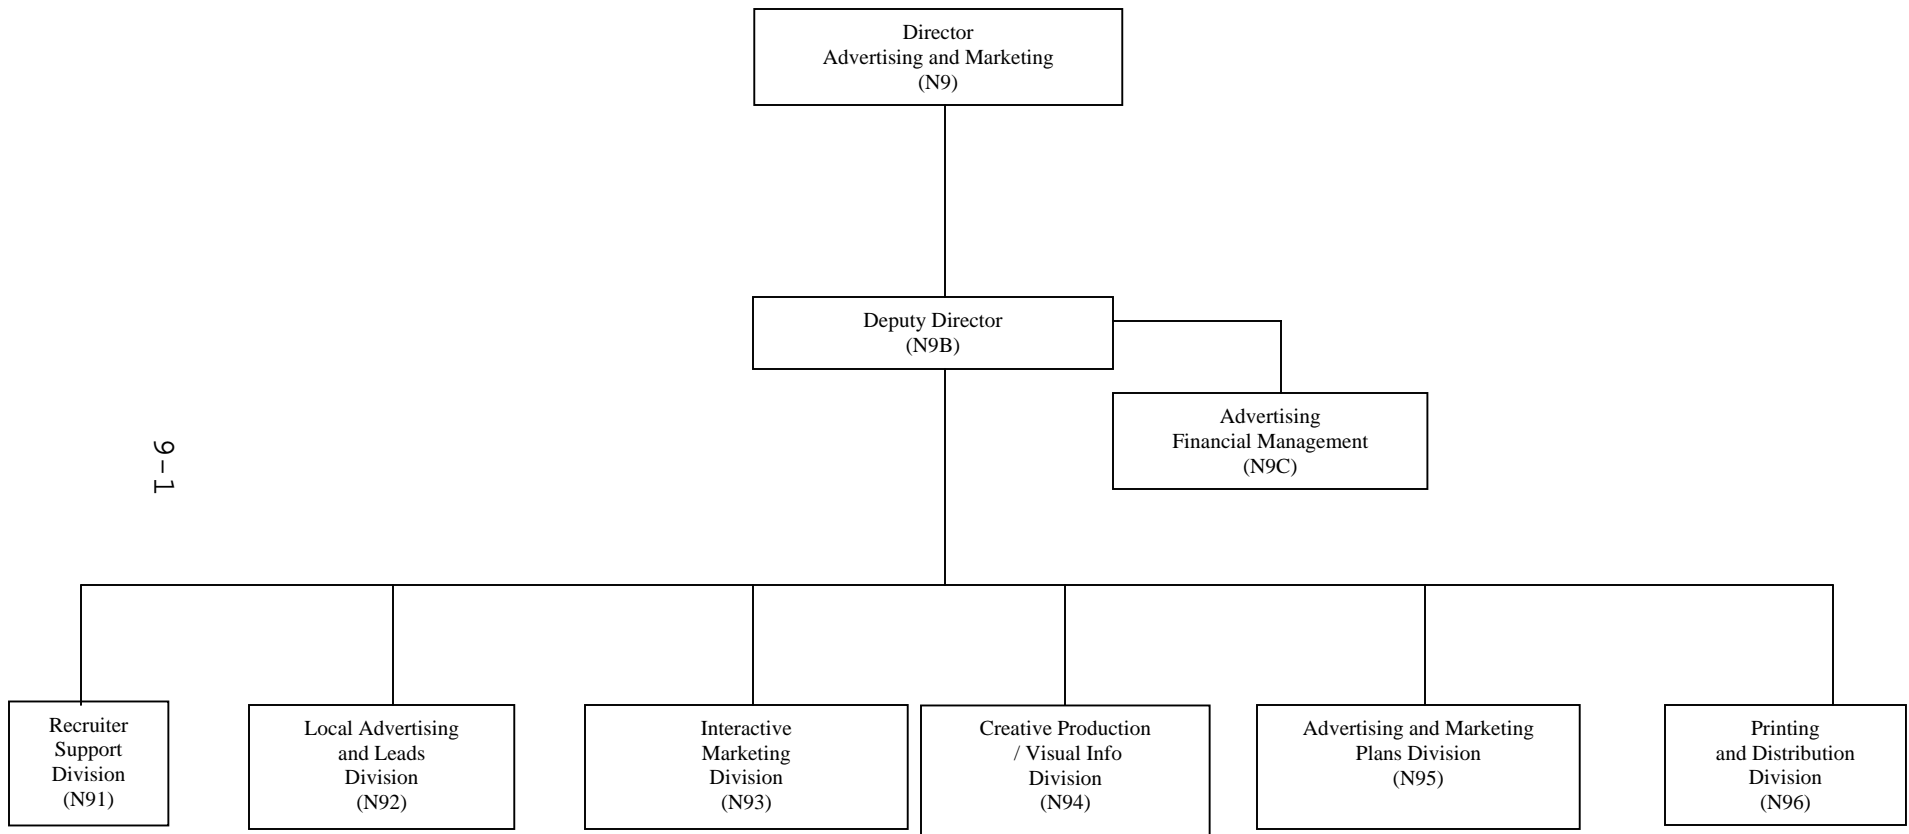 Director
Advertising and Marketing
(N9)
Deputy Director
(N9B)
Advertising
Financial Management
(N9C)
9-1
Recruiter
Support
Division
(N91)
Local Advertising
and Leads
Division
(N92)
Interactive
Marketing
Division
(N93)
Creative Production
/ Visual Info
Division
(N94)
Advertising and Marketing
Plans Division
(N95)
Printing
and Distribution
Division
(N96)